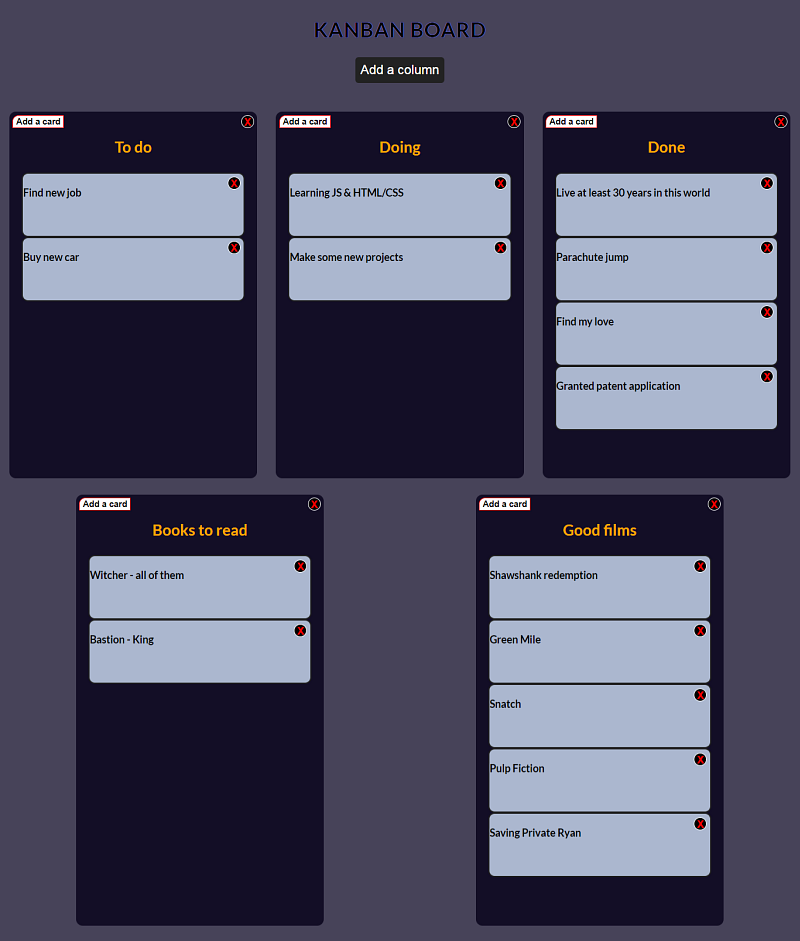 KANBAN BOARD
Add a column
Add a card X
To do
Find new job X
Buy new car X
Add a card X
Doing
Learning JS & HTML/CSS X
Make some new projects X
Add a card X
Done
Live at least 30 years in this world X
Parachute jump X
Find my love X
Granted patent application X
Add a card X
Books to read
Witcher - all of them X
Bastion - King X
Add a card X
Good films
Shawshank redemption X
Green Mile X
Snatch X
Pulp Fiction X
Saving Private Ryan X